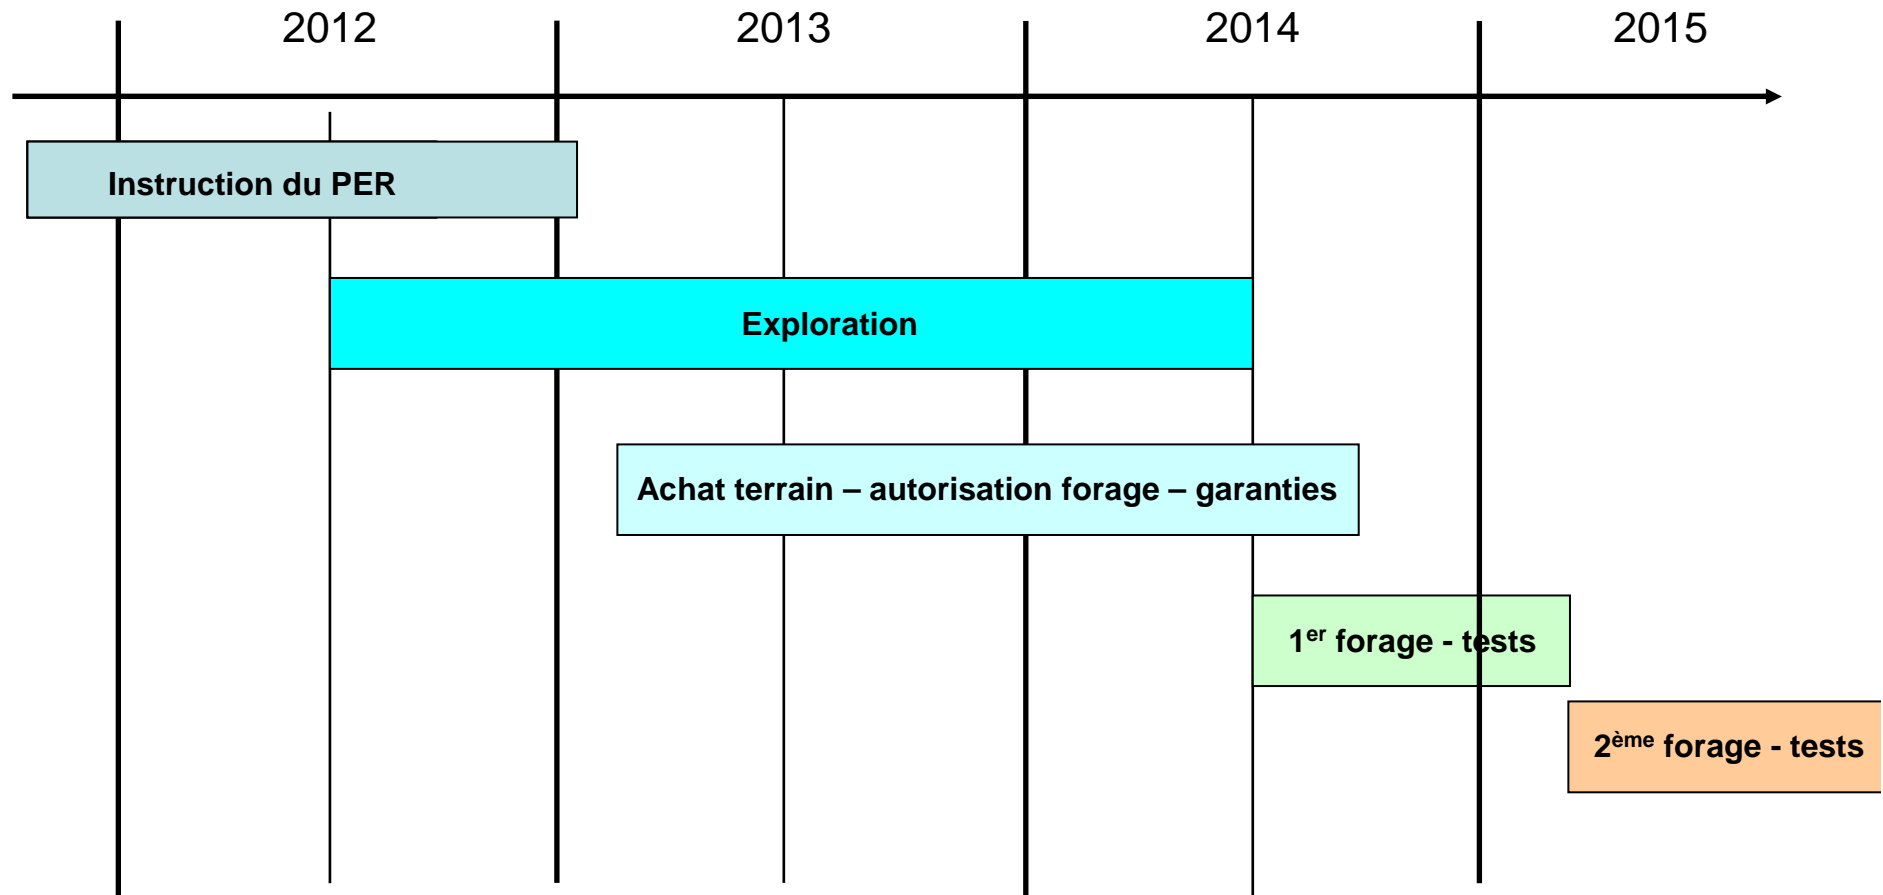 2012 2013 2014 2015
Instruction du PER
Exploration
Achat terrain – autorisation forage – garanties
1er forage - tests
2ème forage - tests